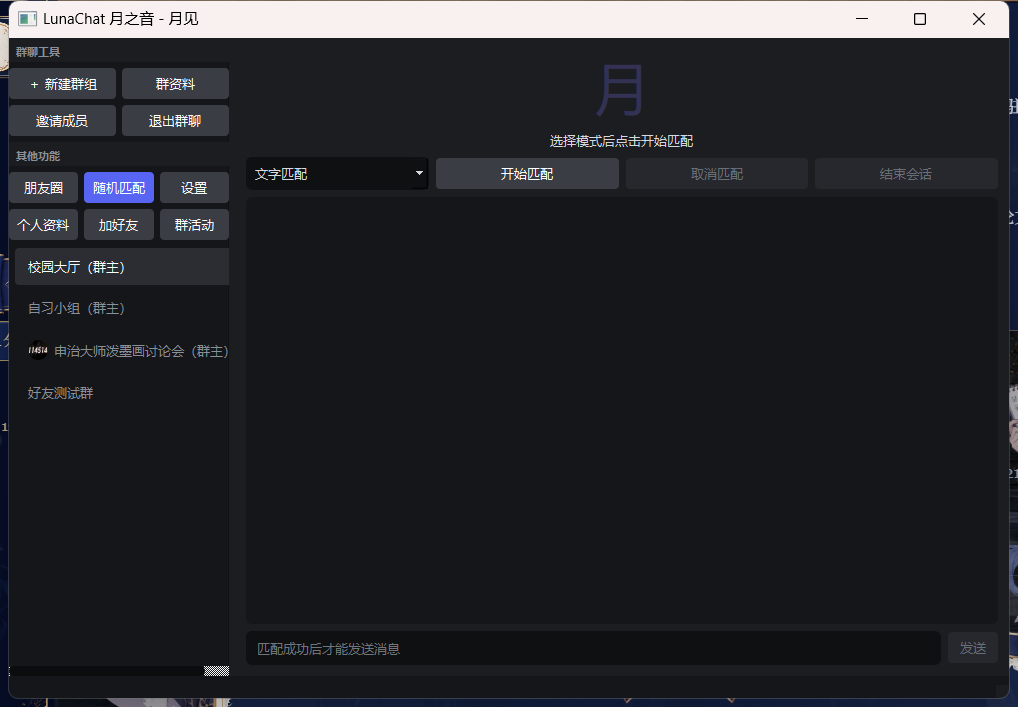 LunaChat 月之音 - 月见
群聊工具
+ 新建群组
群资料
邀请成员
退出群聊
其他功能
朋友圈
随机匹配
设置
个人资料
加好友
群活动
校园大厅（群主）
自习小组（群主）
114514
申治大师泼墨画讨论会（群主）
好友测试群
月
选择模式后点击开始匹配
文字匹配
开始匹配
取消匹配
结束会话
匹配成功后才能发送消息
发送